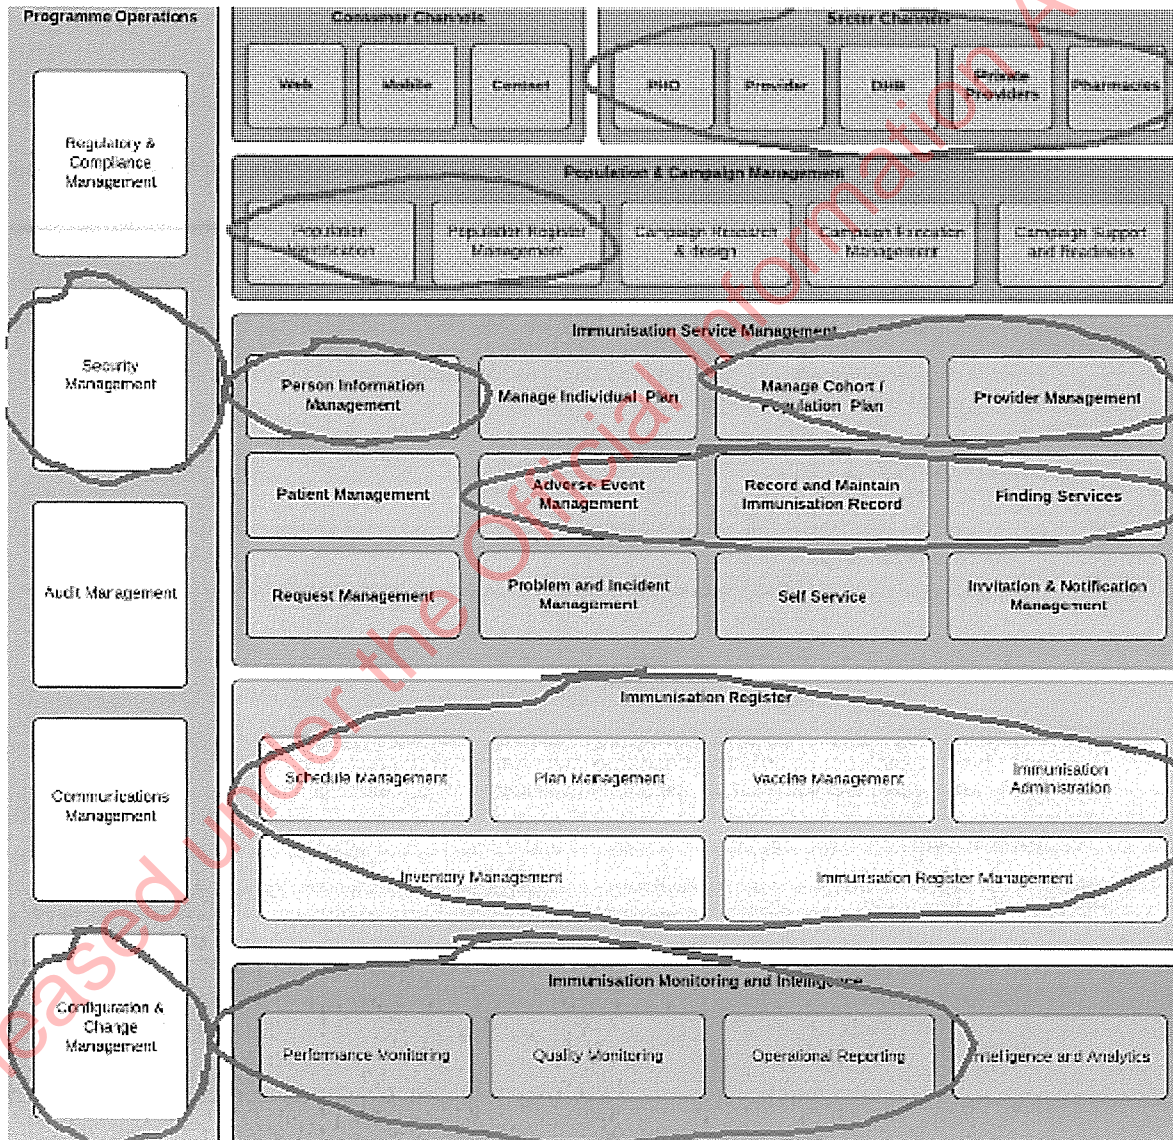 Programme Operations
Regulatory &
Compliance
Management
Security
Management
Audit Management
Communications
Management
Configuration &
Change
Management
Consumer Channels
Web
Mobile
Contact
Sector Channels
PHO
Provider
DHB
Private
Providers
Pharmacies
Population & Campaign Management
Population
Identification
Population Register
Management
Campaign Research
& design
Campaign Execution
Management
Campaign Support
and Readiness
Immunisation Service Management
Person Information
Management
Manage Individual Plan
Manage Cohort /
Population Plan
Provider Management
Patient Management
Adverse Event
Management
Record and Maintain
Immunisation Record
Finding Services
Request Management
Problem and Incident
Management
Self Service
Invitation & Notification
Management
Immunisation Register
Schedule Management
Plan Management
Vaccine Management
Immunisation
Administration
Inventory Management
Immunisation Register Management
Immunisation Monitoring and Intelligence
Performance Monitoring
Quality Monitoring
Operational Reporting
Intelligence and Analytics
eased under the Official Information A